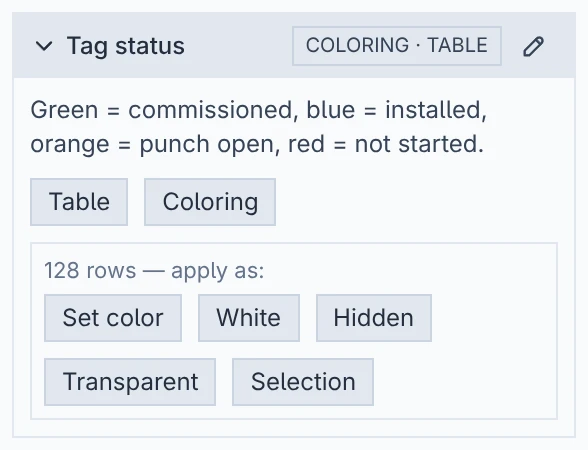 Tag status
COLORING · TABLE
Green = commissioned, blue = installed,
orange = punch open, red = not started.
Table
Coloring
128 rows — apply as:
Set color
White
Hidden
Transparent
Selection